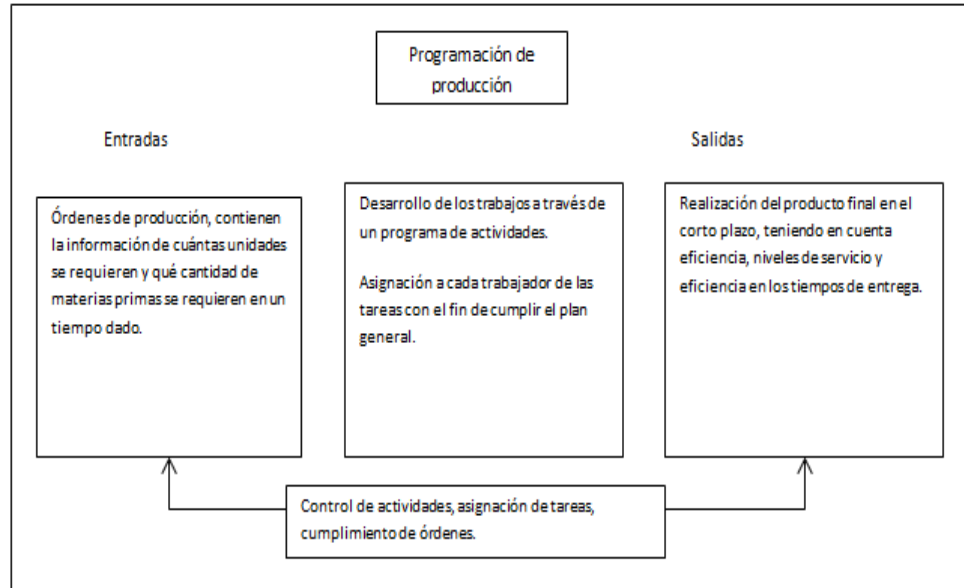 Programación de
producción
Entradas
Salidas
Órdenes de producción, contienen
la información de cuántas unidades
se requieren y qué cantidad de
materias primas se requieren en un
tiempo dado.
Desarrollo de los trabajos a través de
un programa de actividades.
Asignación a cada trabajador de las
tareas con el fin de cumplir el plan
general.
Realización del producto final en el
corto plazo, teniendo en cuenta
eficiencia, niveles de servicio y
eficiencia en los tiempos de entrega.
Control de actividades, asignación de tareas,
cumplimiento de órdenes.